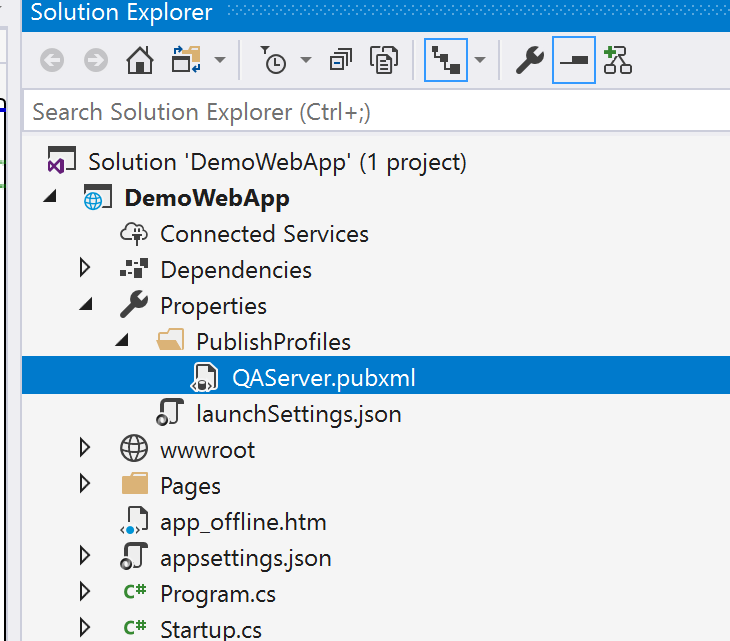 Solution Explorer
Search Solution Explorer (Ctrl+;)
Solution 'DemoWebApp' (1 project)
DemoWebApp
Connected Services
Dependencies
Properties
PublishProfiles
QAServer.pubxml
launchSettings.json
wwwroot
Pages
app_offline.htm
appsettings.json
C# Program.cs
C# Startup.cs